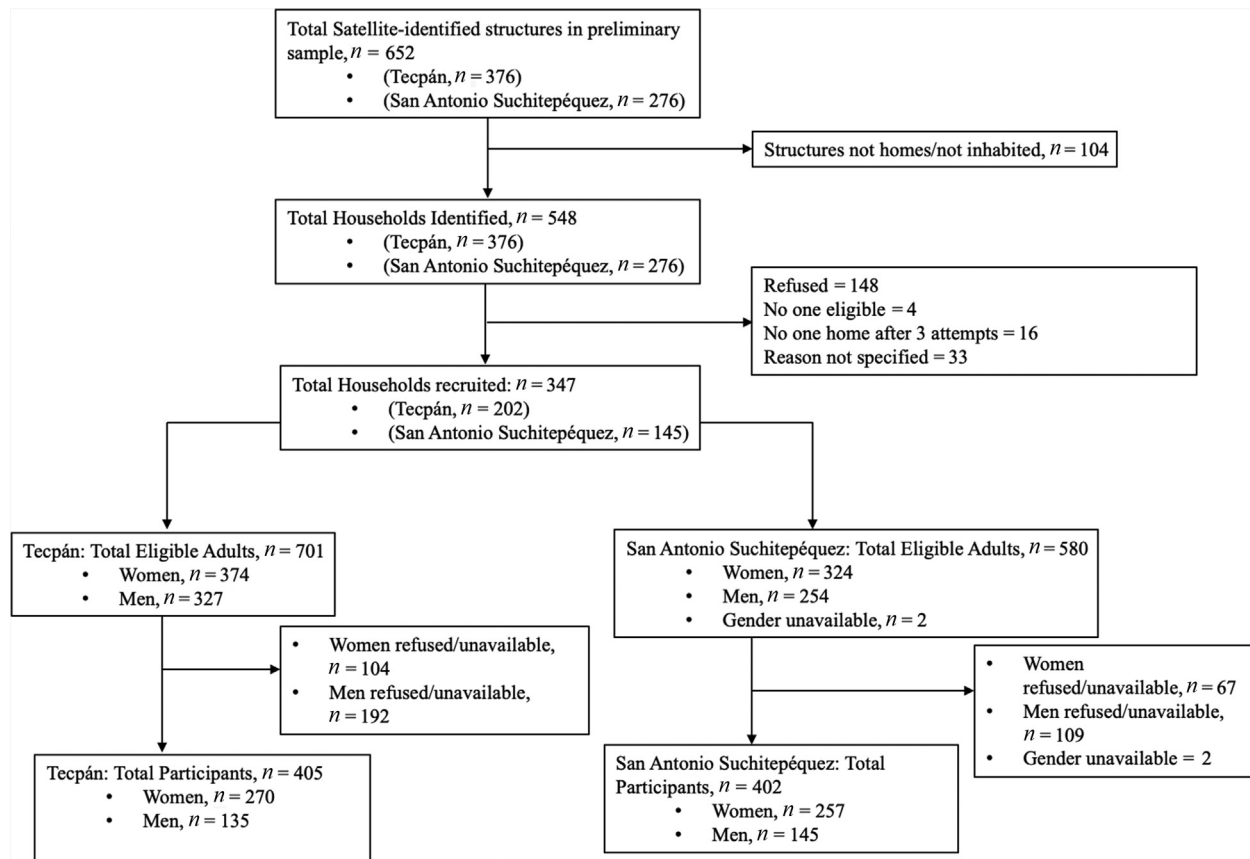 Total Satellite-identified structures in preliminary
sample, n = 652
• (Tecpán, n = 376)
• (San Antonio Suchitepéquez, n = 276)
Structures not homes/not inhabited, n = 104
Total Households Identified, n = 548
• (Tecpán, n = 376)
• (San Antonio Suchitepéquez, n = 276)
Refused = 148
No one eligible = 4
No one home after 3 attempts = 16
Reason not specified = 33
Total Households recruited: n = 347
• (Tecpán, n = 202)
• (San Antonio Suchitepéquez, n = 145)
Tecpán: Total Eligible Adults, n = 701
• Women, n = 374
• Men, n = 327
San Antonio Suchitepéquez: Total Eligible Adults, n = 580
• Women, n = 324
• Men, n = 254
• Gender unavailable, n = 2
• Women refused/unavailable,
n = 104
• Men refused/unavailable,
n = 192
• Women
refused/unavailable, n = 67
• Men refused/unavailable,
n = 109
• Gender unavailable = 2
Tecpán: Total Participants, n = 405
• Women, n = 270
• Men, n = 135
San Antonio Suchitepéquez: Total
Participants, n = 402
• Women, n = 257
• Men, n = 145